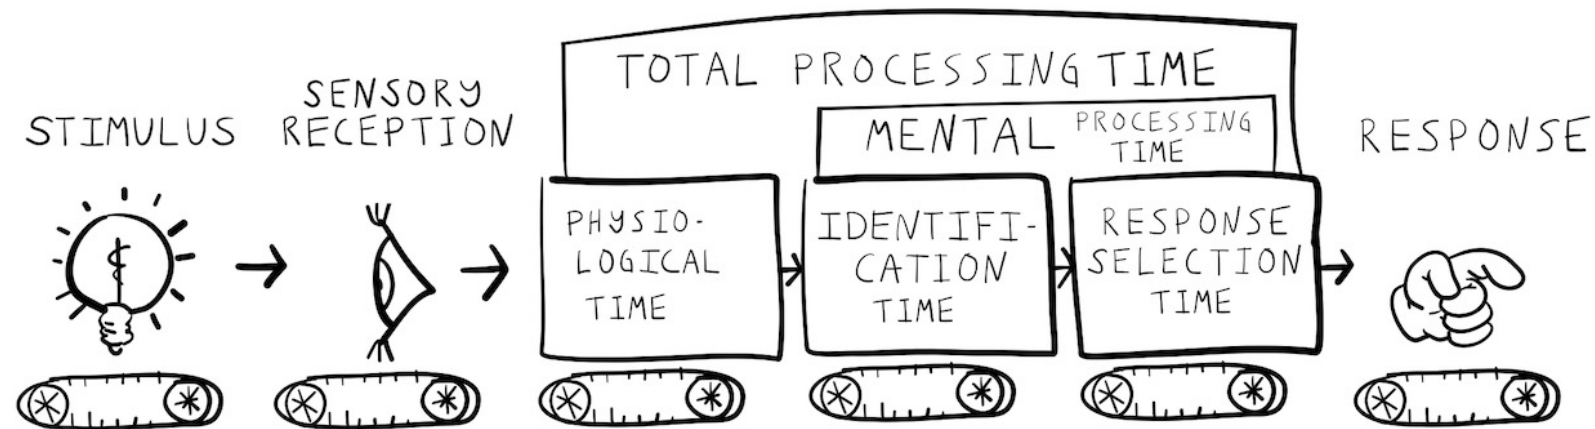 STIMULUS
SENSORY
RECEPTION
TOTAL PROCESSING TIME
MENTAL PROCESSING
TIME
PHYSIO-
LOGICAL
TIME
IDENTIFI-
CATION
TIME
RESPONSE
SELECTION
TIME
RESPONSE